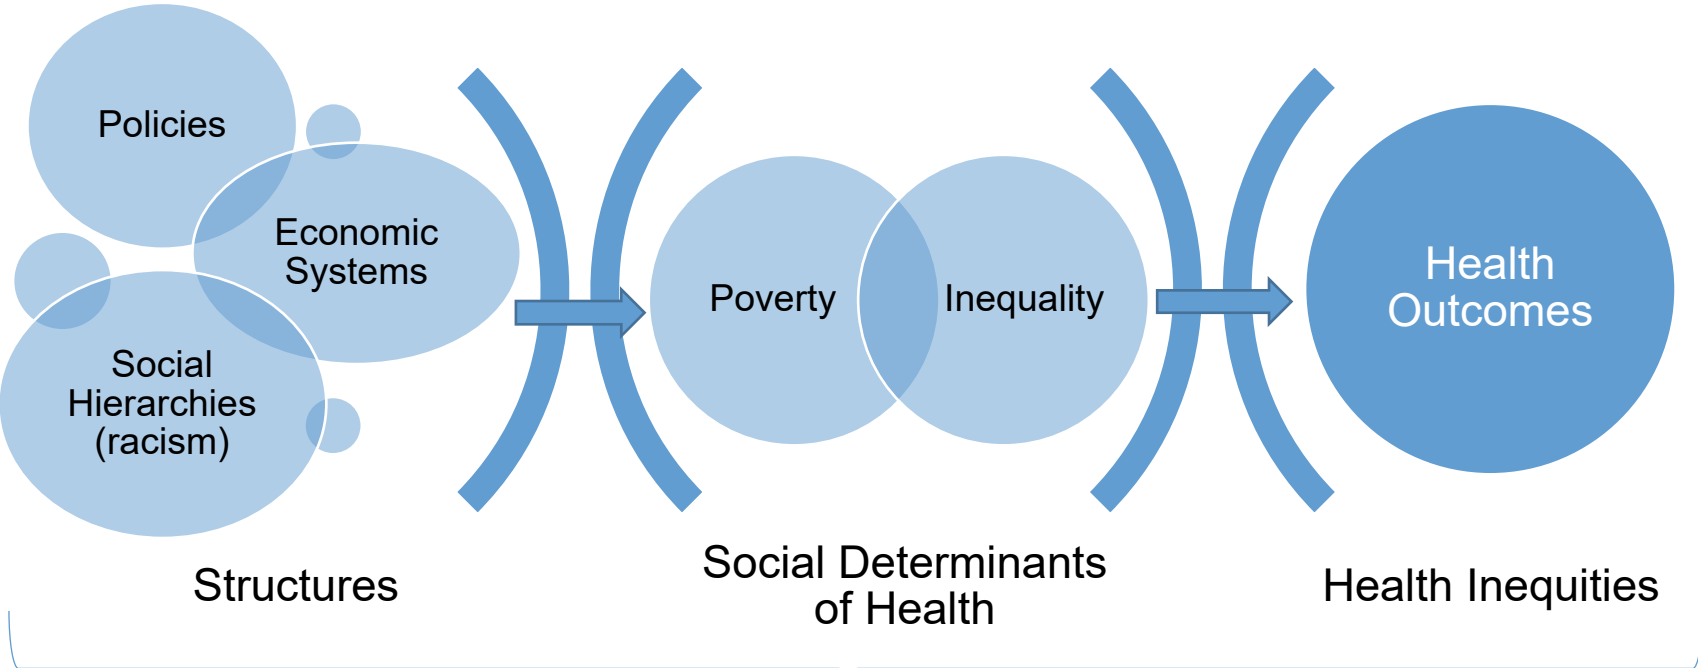 Policies
Economic
Systems
Social
Hierarchies
(racism)
Poverty
Inequality
Health
Outcomes
Structures
Social Determinants
of Health
Health Inequities